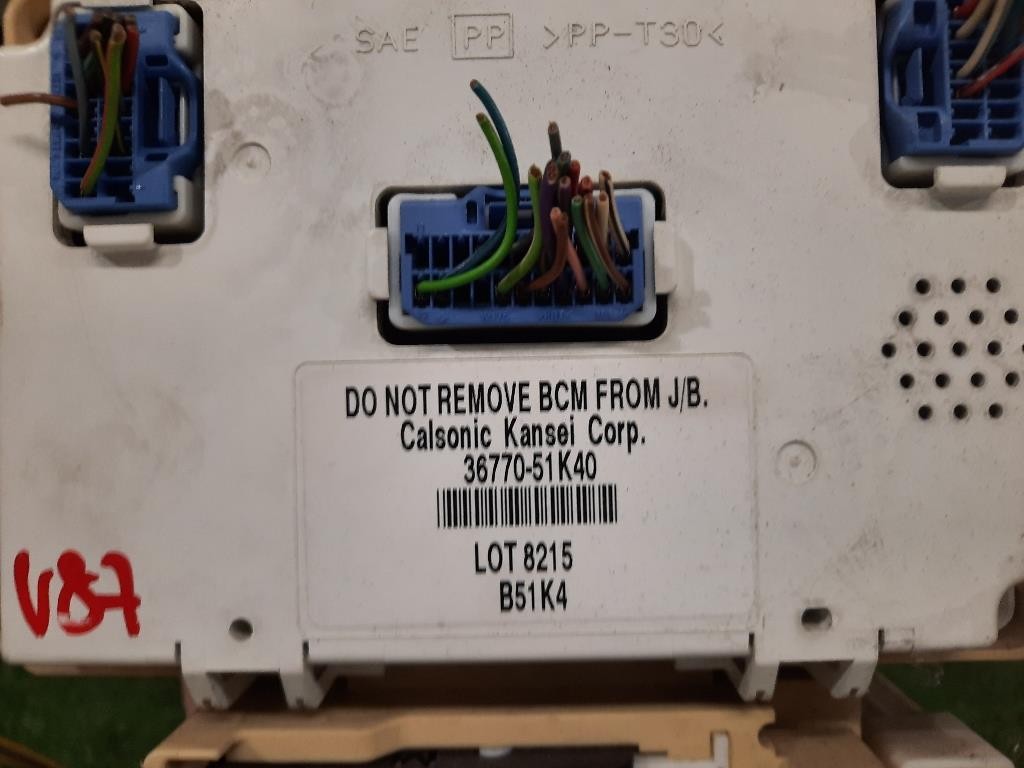 < SAE PP >PP-T30<
DO NOT REMOVE BCM FROM J/B.
Calsonic Kansei Corp.
36770-51K40
LOT 8215
B51K4
V87